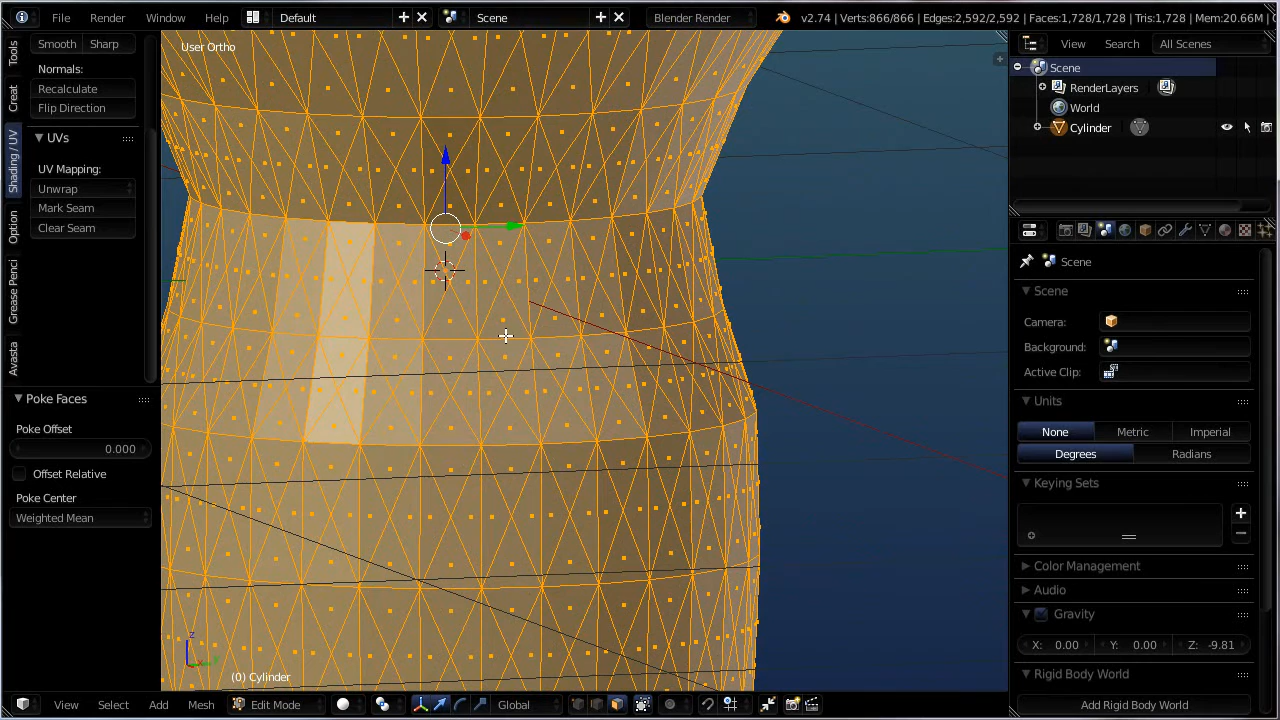 File Render Window Help Default Scene Blender Render v2.74 | Verts:866/866 | Edges:2,592/2,592 | Faces:1,728/1,728 | Tris:1,728 | Mem:20.66M
Tools
Creat
Shading / UV
Option
Grease Penci
Avasta
Smooth Sharp
Normals:
Recalculate
Flip Direction
UVs
UV Mapping:
Unwrap
Mark Seam
Clear Seam
Poke Faces
Poke Offset
0.000
Offset Relative
Poke Center
Weighted Mean
User Ortho
z
(0) Cylinder
View Select Add Mesh Edit Mode Global
View Search All Scenes
Scene
RenderLayers
World
Cylinder
Scene
Scene
Camera:
Background:
Active Clip:
Units
None Metric Imperial
Degrees Radians
Keying Sets
Color Management
Audio
Gravity
X: 0.00 Y: 0.00 Z: -9.81
Rigid Body World
Add Rigid Body World